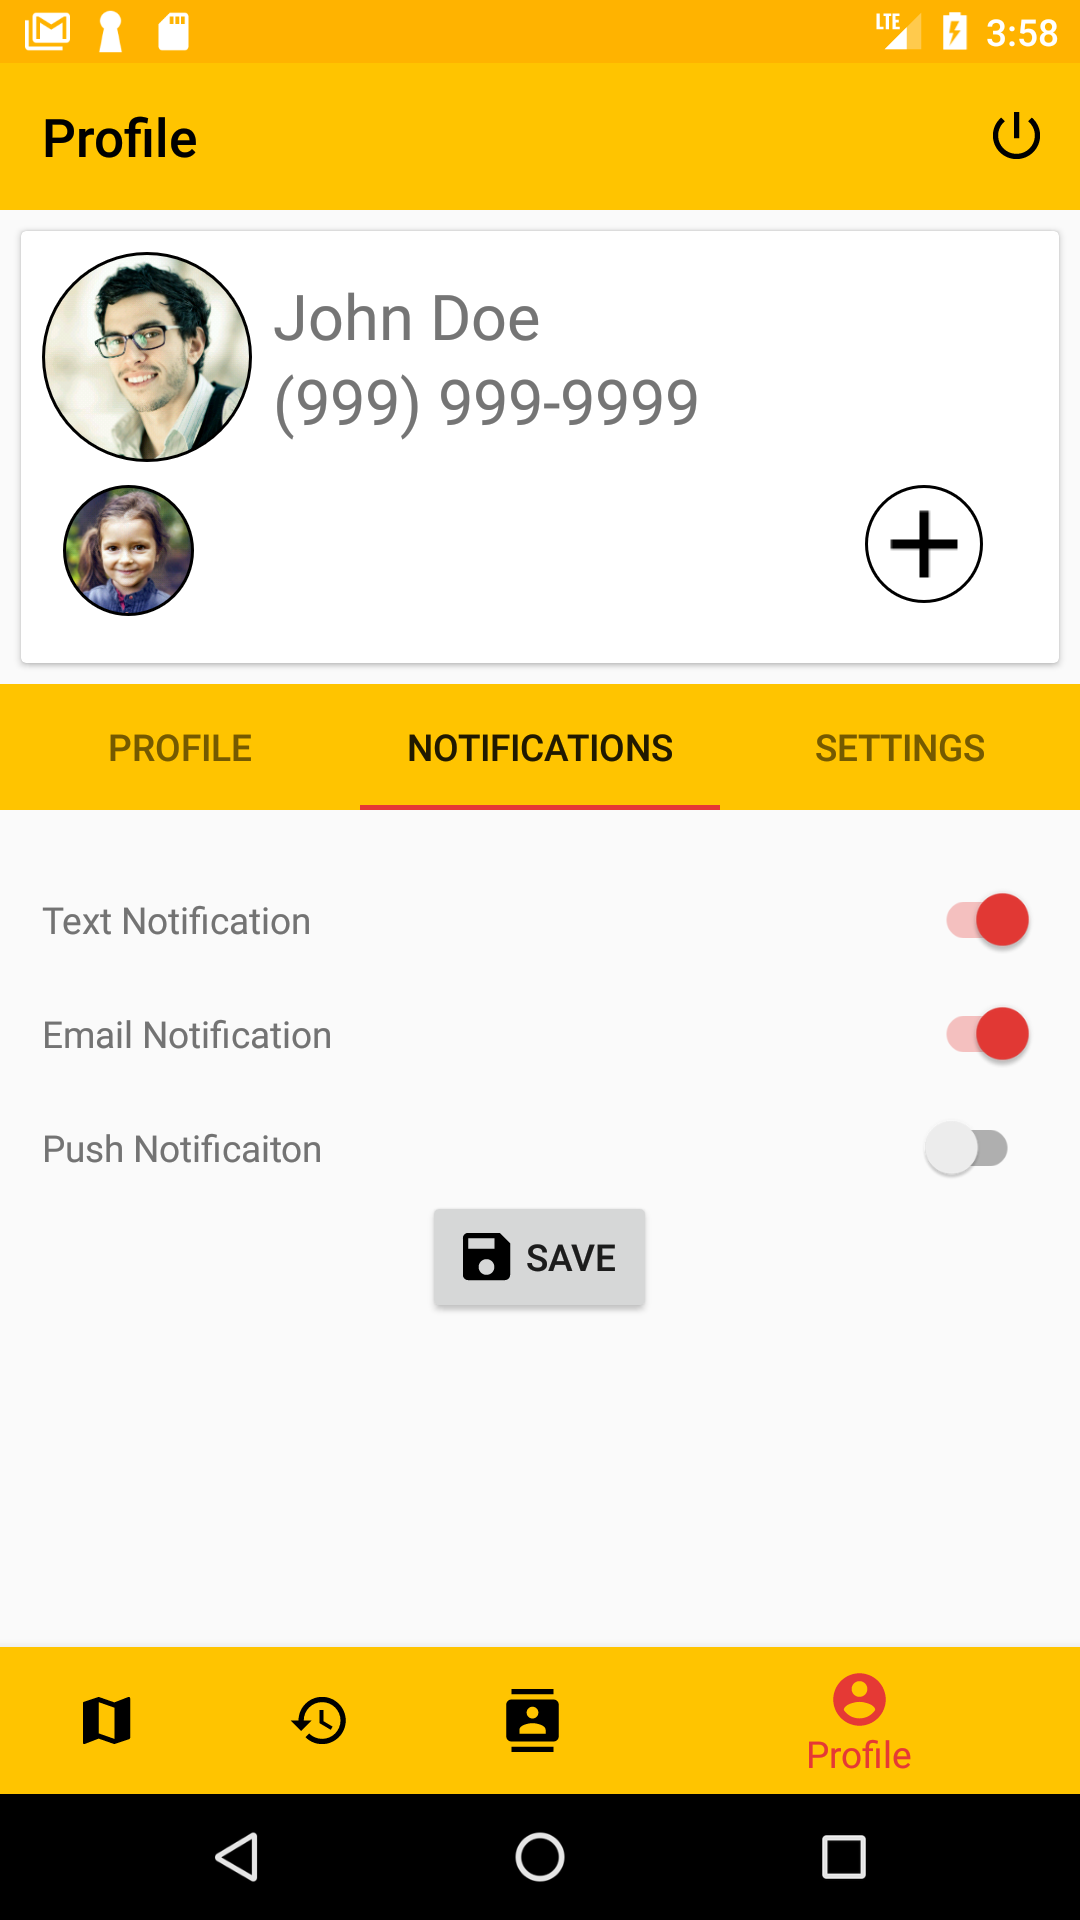 LTE 3:58
Profile
John Doe
(999) 999-9999
PROFILE NOTIFICATIONS SETTINGS
Text Notification
Email Notification
Push Notificaiton
SAVE
Profile